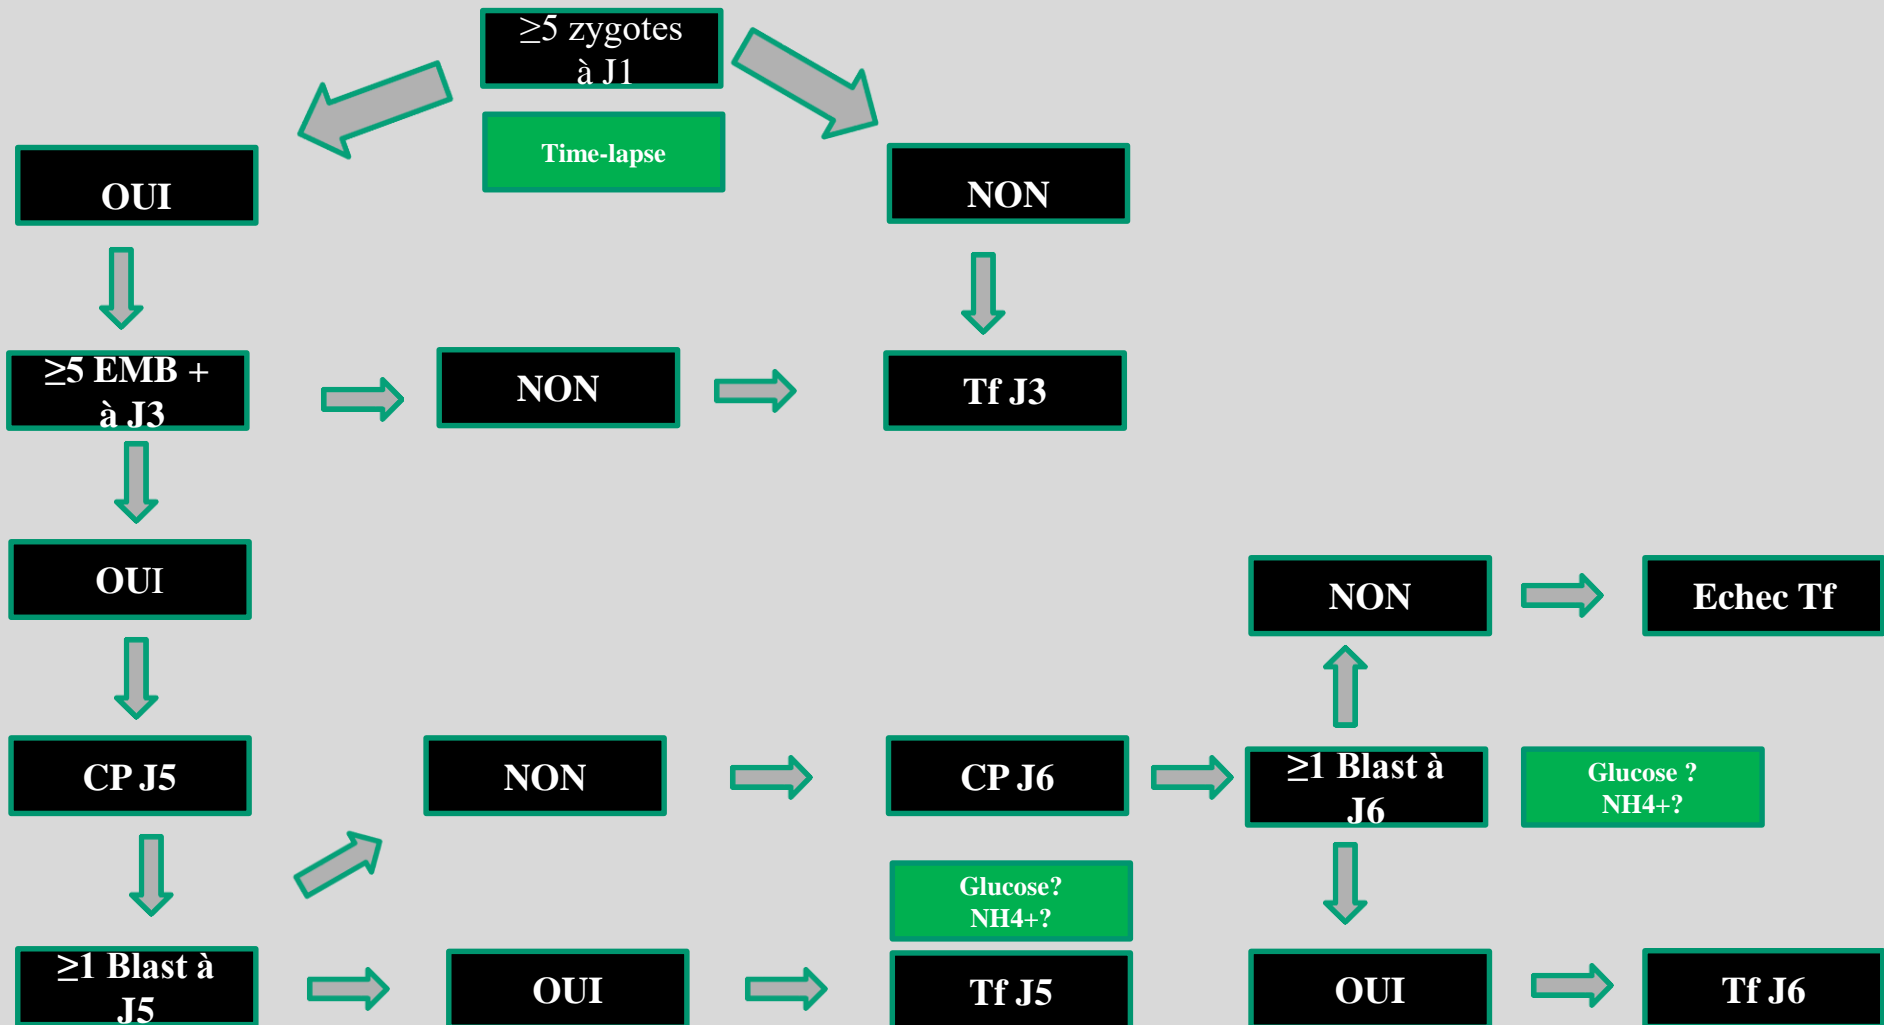 ≥5 zygotes
à J1
Time-lapse
OUI
NON
≥5 EMB +
à J3
NON
Tf J3
OUI
NON
Echec Tf
CP J5
NON
CP J6
≥1 Blast à
J6
Glucose ?
NH4+?
Glucose?
NH4+?
≥1 Blast à
J5
OUI
Tf J5
OUI
Tf J6